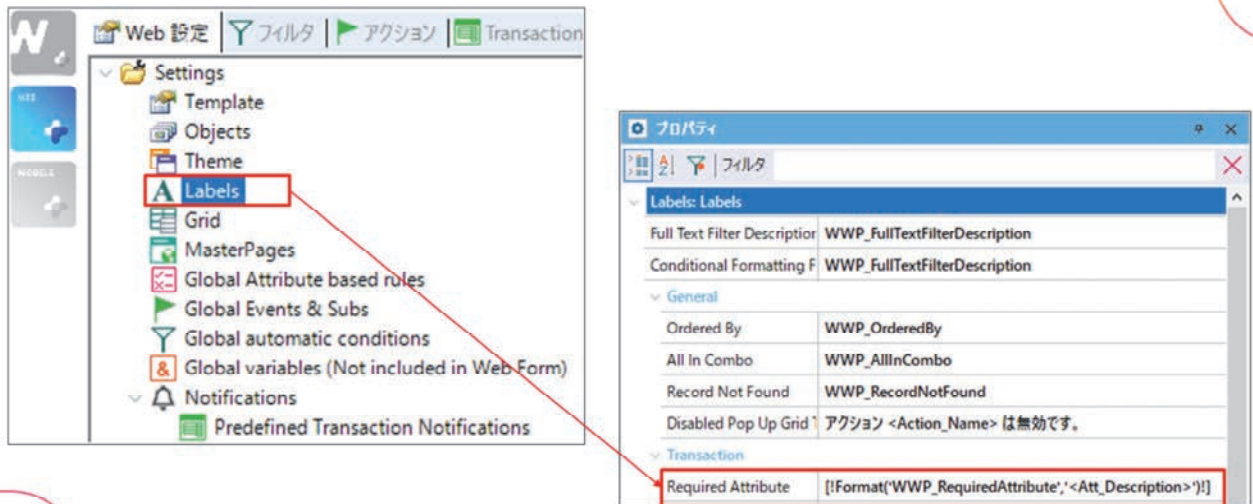 Web 設定 フィルタ アクション Transaction
Settings
Template
Objects
Theme
Labels
Grid
MasterPages
Global Attribute based rules
Global Events & Subs
Global automatic conditions
Global variables (Not included in Web Form)
Notifications
Predefined Transaction Notifications
プロパティ
フィルタ
Labels: Labels
Full Text Filter Description WWP_FullTextFilterDescription
Conditional Formatting F WWP_FullTextFilterDescription
General
Ordered By WWP_OrderedBy
All In Combo WWP_AllInCombo
Record Not Found WWP_RecordNotFound
Disabled Pop Up Grid T アクション <Action_Name> は無効です。
Transaction
Required Attribute [!Format('WWP_RequiredAttribute','<Att_Description>')!]